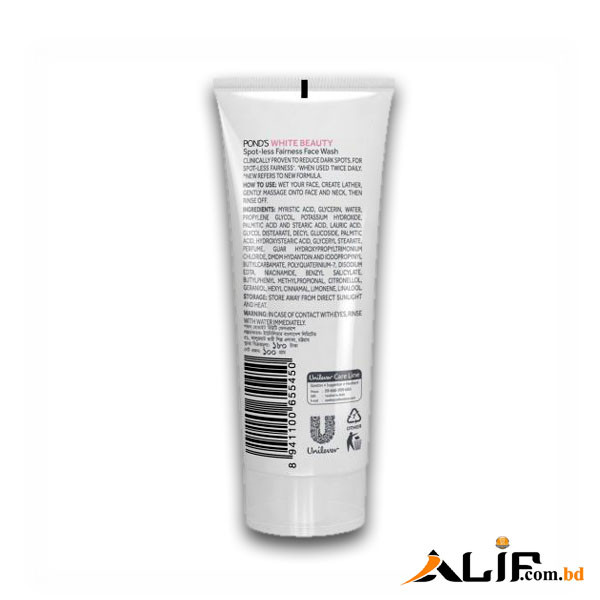 POND'S WHITE BEAUTY
Spot-less Fairness Face Wash
CLINICALLY PROVEN TO REDUCE DARK SPOTS, FOR
SPOT-LESS FAIRNESS*. *WHEN USED TWICE DAILY.
*NEW REFERS TO NEW FORMULA.
HOW TO USE: WET YOUR FACE, CREATE LATHER,
GENTLY MASSAGE ONTO FACE AND NECK, THEN
RINSE OFF.
INGREDIENTS: MYRISTIC ACID, GLYCERIN, WATER,
PROPYLENE GLYCOL, POTASSIUM HYDROXIDE,
PALMITIC AND STEARIC ACID, LAURIC ACID,
GLYCOL DISTEARATE, DECYL GLUCOSIDE, PALMITIC
ACID, HYDROXYSTEARIC ACID, GLYCERYL STEARATE,
PERFUME, GUAR HYDROXYPROPYLTRIMONIUM
CHLORIDE, DMDM HYDANTOIN AND IODOPROPYNYL
BUTYLCARBAMATE, POLYQUATERNIUM-7, DISODIUM
EDTA, NIACINAMIDE, BENZYL SALICYLATE,
BUTYLPHENYL METHYLPROPIONAL, CITRONELLOL,
GERANIOL, HEXYL CINNAMAL, LIMONENE, LINALOOL.
STORAGE: STORE AWAY FROM DIRECT SUNLIGHT
AND HEAT.
WARNING: IN CASE OF CONTACT WITH EYES, RINSE
WITH WATER IMMEDIATELY.
১৮০ টাকা
১০০ গ্রাম
Unilever Care Line
8 941100 655450
Unilever
ALIF.com.bd